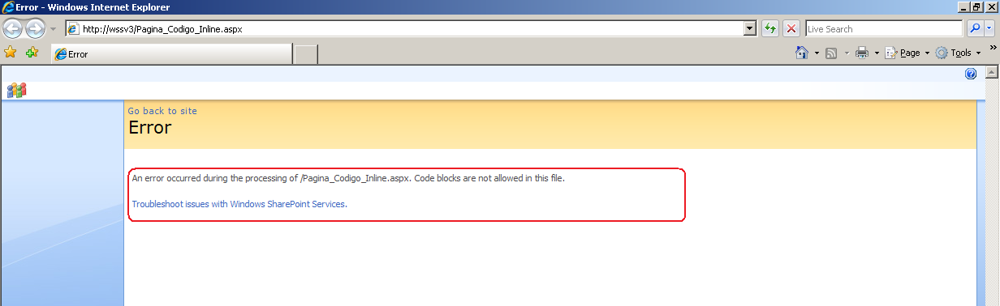 Error - Windows Internet Explorer
http://wssv3/Pagina_Codigo_Inline.aspx
Live Search
Error
Page
Tools
Go back to site
Error
An error occurred during the processing of /Pagina_Codigo_Inline.aspx. Code blocks are not allowed in this file.
Troubleshoot issues with Windows SharePoint Services.